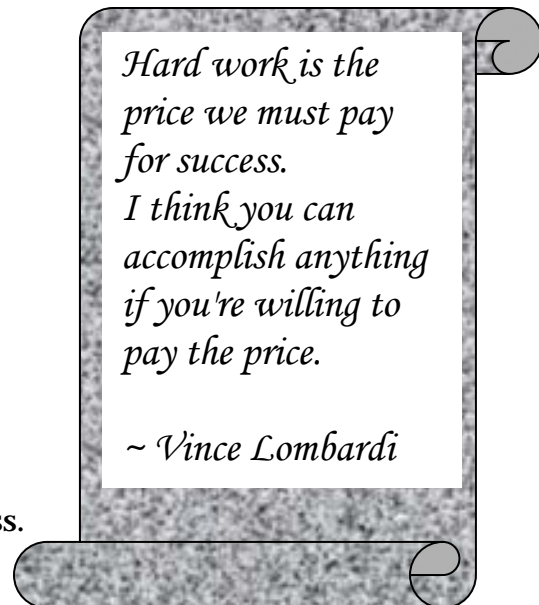 Hard work is the
price we must pay
for success.
I think you can
accomplish anything
if you're willing to
pay the price.
~ Vince Lombardi